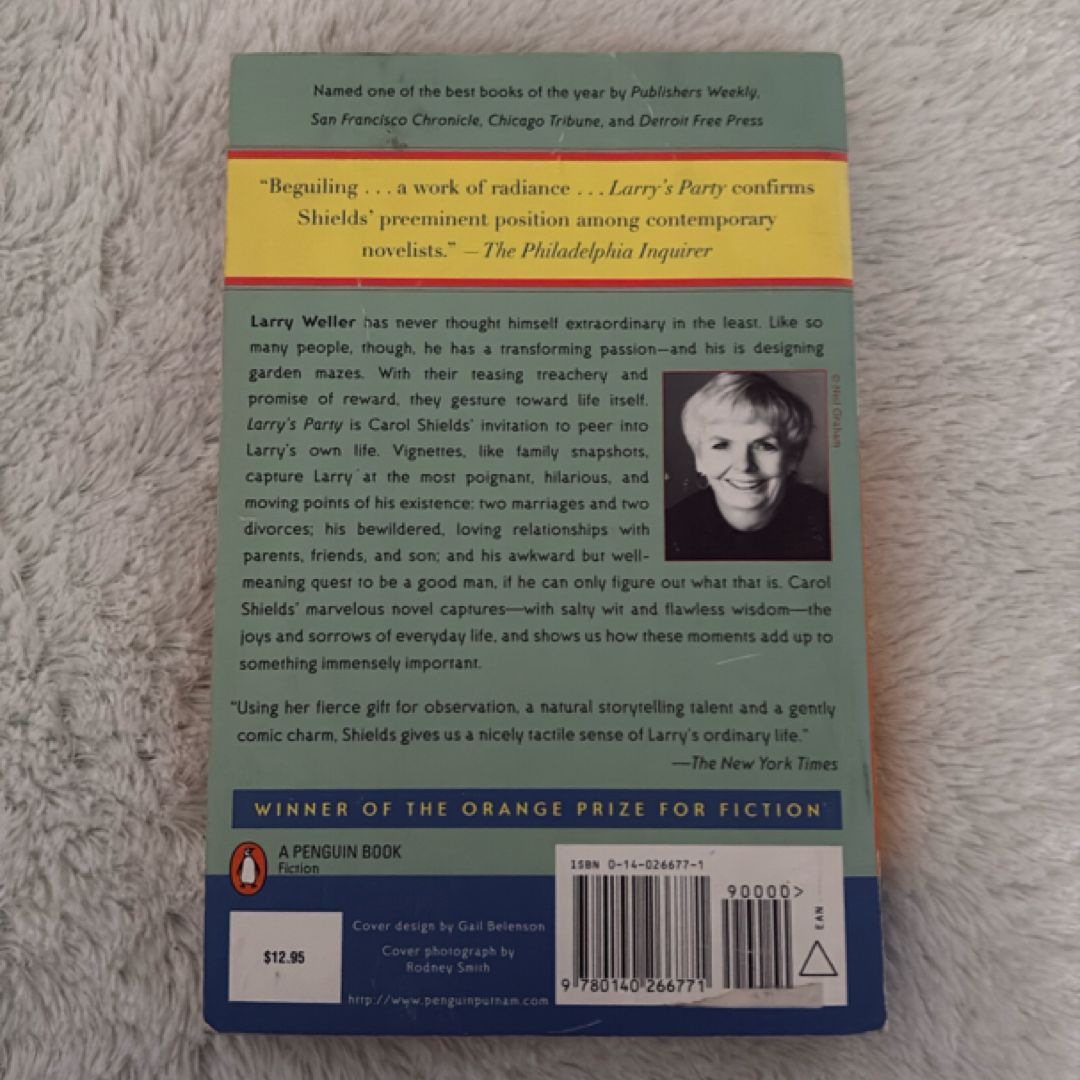 Named one of the best books of the year by Publishers Weekly,
San Francisco Chronicle, Chicago Tribune, and Detroit Free Press
“Beguiling . . . a work of radiance . . . Larry’s Party confirms
Shields’ preeminent position among contemporary
novelists.” – The Philadelphia Inquirer
Larry Weller has never thought himself extraordinary in the least. Like so
many people, though, he has a transforming passion—and his is designing
garden mazes. With their teasing treachery and
promise of reward, they gesture toward life itself.
Larry’s Party is Carol Shields’ invitation to peer into
Larry’s own life. Vignettes, like family snapshots,
capture Larry at the most poignant, hilarious, and
moving points of his existence: two marriages and two
divorces; his bewildered, loving relationships with
parents, friends, and son; and his awkward but well-
meaning quest to be a good man, if he can only figure out what that is. Carol
Shields’ marvelous novel captures—with salty wit and flawless wisdom—the
joys and sorrows of everyday life, and shows us how these moments add up to
something immensely important.
© Neil Graham
“Using her fierce gift for observation, a natural storytelling talent and a gently
comic charm, Shields gives us a nicely tactile sense of Larry’s ordinary life.”
—The New York Times
WINNER OF THE ORANGE PRIZE FOR FICTION
A PENGUIN BOOK
Fiction
$12.95
Cover design by Gail Belenson
Cover photograph by
Rodney Smith
http://www.penguinputnam.com
ISBN 0-14-026677-1
90000>
EAN
9 780140 266771